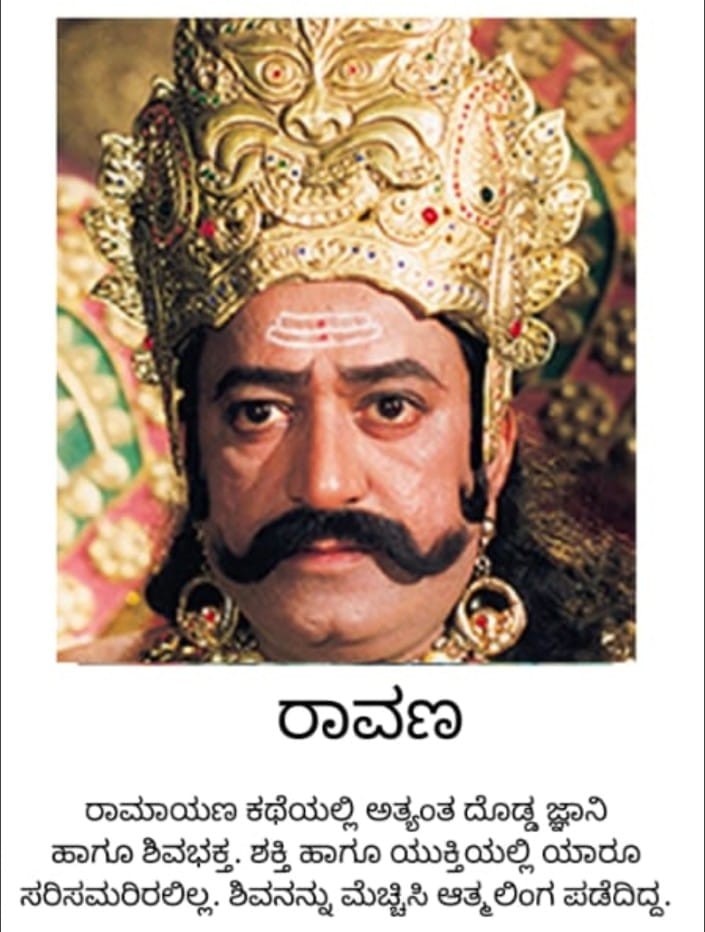 ರಾವಣ
ರಾಮಾಯಣ ಕಥೆಯಲ್ಲಿ ಅತ್ಯಂತ ದೊಡ್ಡ ಜ್ಞಾನಿ
ಹಾಗೂ ಶಿವಭಕ್ತ. ಶಕ್ತಿ ಹಾಗೂ ಯುಕ್ತಿಯಲ್ಲಿ ಯಾರೂ
ಸರಿಸಮರಿರಲಿಲ್ಲ. ಶಿವನನ್ನು ಮೆಚ್ಚಿಸಿ ಆತ್ಮಲಿಂಗ ಪಡೆದಿದ್ದ.